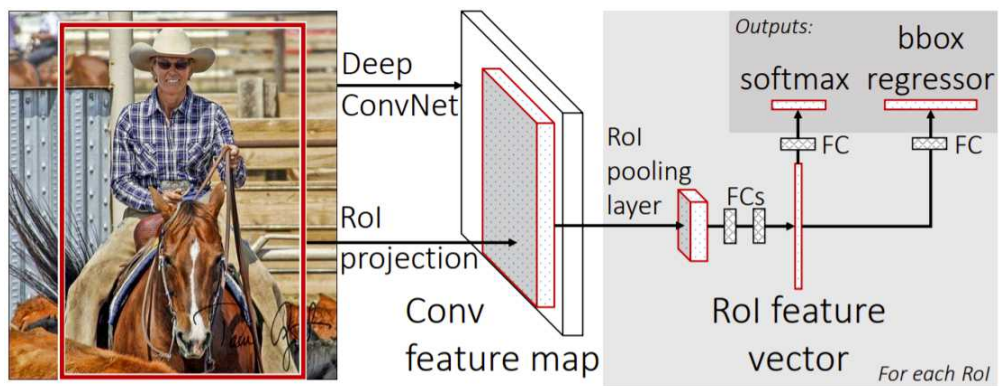 Deep
ConvNet
RoI
projection
Conv
feature map
RoI
pooling
layer
FCs
RoI feature
vector
Outputs:
softmax
bbox
regressor
FC
FC
For each RoI